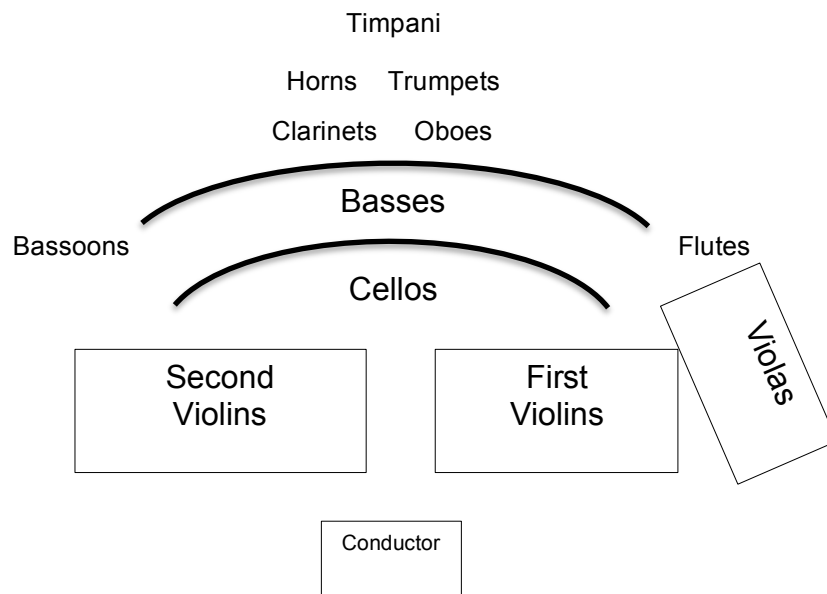 Timpani
Horns Trumpets
Clarinets Oboes
Basses
Bassoons Flutes
Cellos
Second
Violins
First
Violins
Violas
Conductor